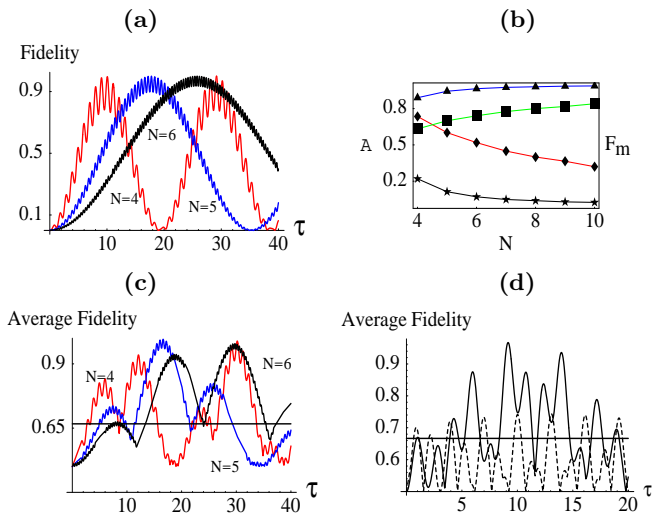 (a)
Fidelity
0.9
0.5
0.1
N=6
N=4
N=5
10 20 30 40 τ
(b)
A
0.8
0.5
0.2
F_m
4 6 8 10
N
(c)
Average Fidelity
0.9
0.65
N=4
N=6
N=5
10 20 30 40 τ
(d)
Average Fidelity
0.9
0.8
0.7
0.6
5 10 15 20 τ